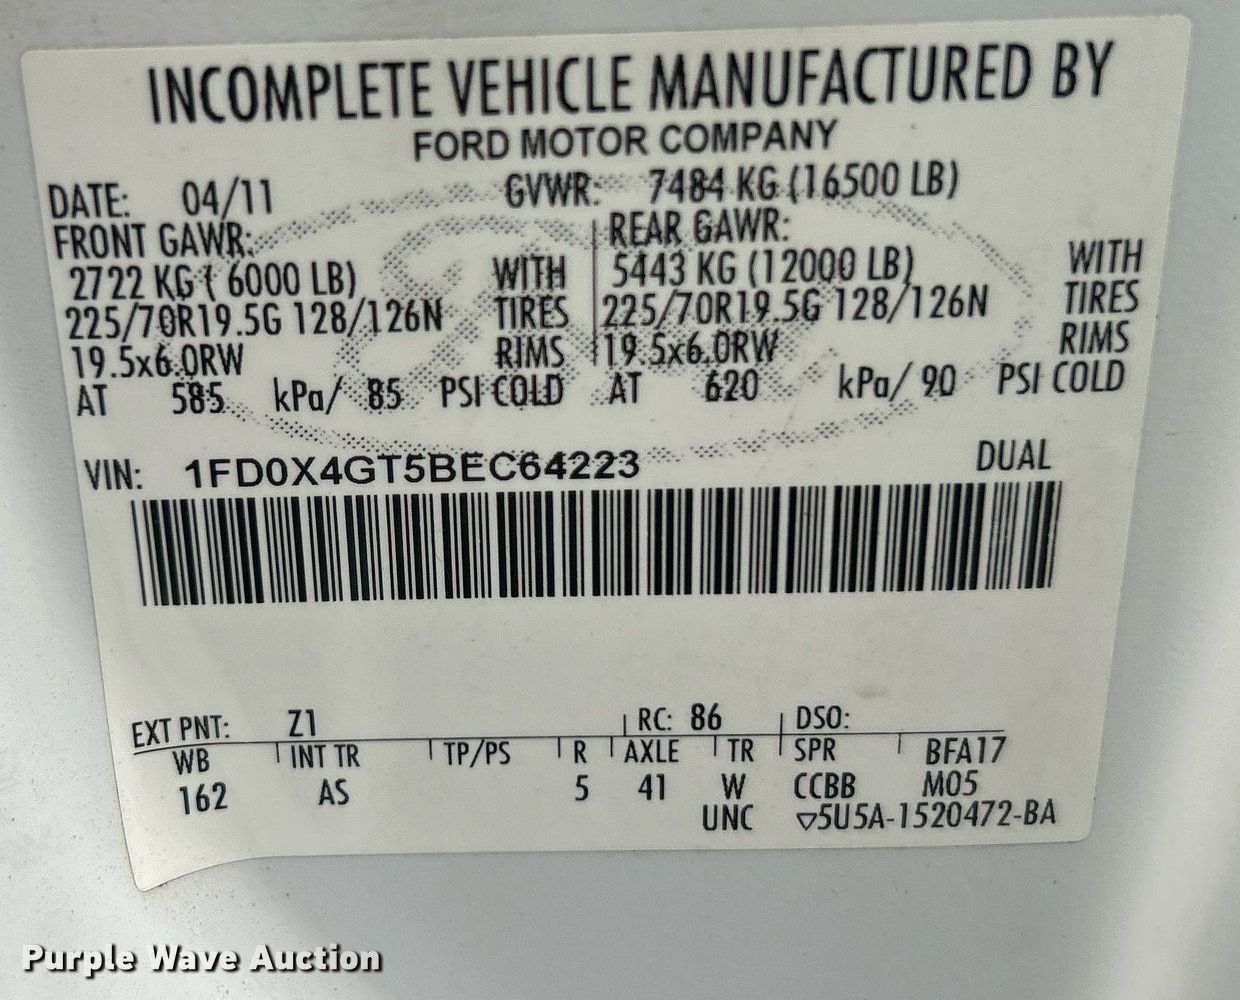 INCOMPLETE VEHICLE MANUFACTURED BY
FORD MOTOR COMPANY
DATE: 04/11 GVWR: 7484 KG (16500 LB)
FRONT GAWR: REAR GAWR:
2722 KG ( 6000 LB) WITH 5443 KG (12000 LB) WITH
225/70R19.5G 128/126N TIRES 225/70R19.5G 128/126N TIRES
19.5x6.0RW RIMS 19.5x6.0RW RIMS
AT 585 kPa/ 85 PSI COLD AT 620 kPa/ 90 PSI COLD
VIN: 1FD0X4GT5BEC64223 DUAL
EXT PNT: Z1 RC: 86 DSO:
WB INT TR TP/PS R AXLE TR SPR BFA17
162 AS 5 41 W CCBB M05
UNC ▽5U5A-1520472-BA
Purple Wave Auction